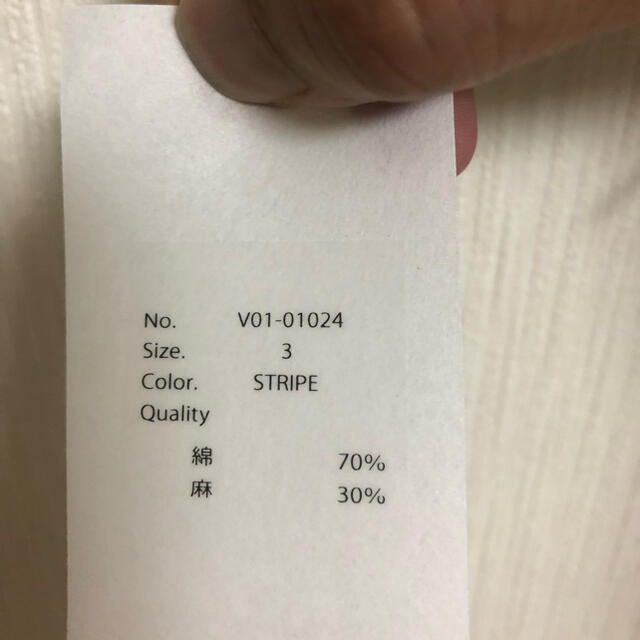 No. V01-01024
Size. 3
Color. STRIPE
Quality
綿 70%
麻 30%